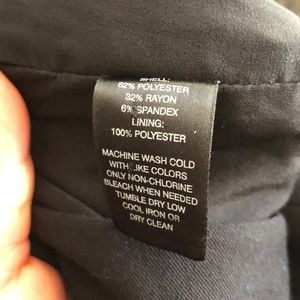 SHELL:
62% POLYESTER
32% RAYON
6% SPANDEX
LINING:
100% POLYESTER
MACHINE WASH COLD
WITH LIKE COLORS
ONLY NON-CHLORINE
BLEACH WHEN NEEDED
TUMBLE DRY LOW
COOL IRON OR
DRY CLEAN